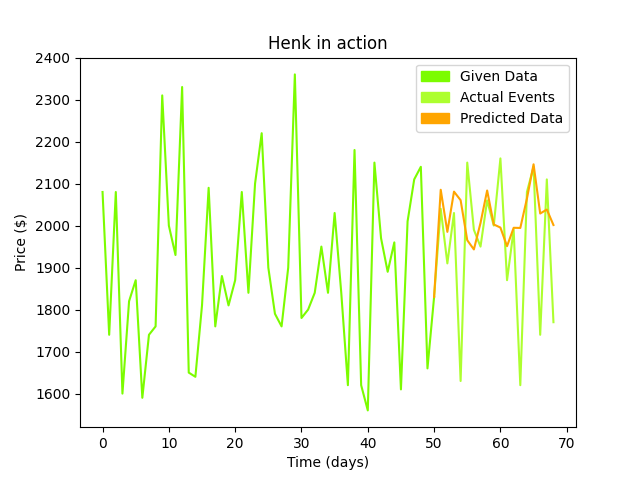 Henk in action
2400
2300
2200
2100
2000
1900
1800
1700
1600
Price ($)
Given Data
Actual Events
Predicted Data
0 10 20 30 40 50 60 70
Time (days)